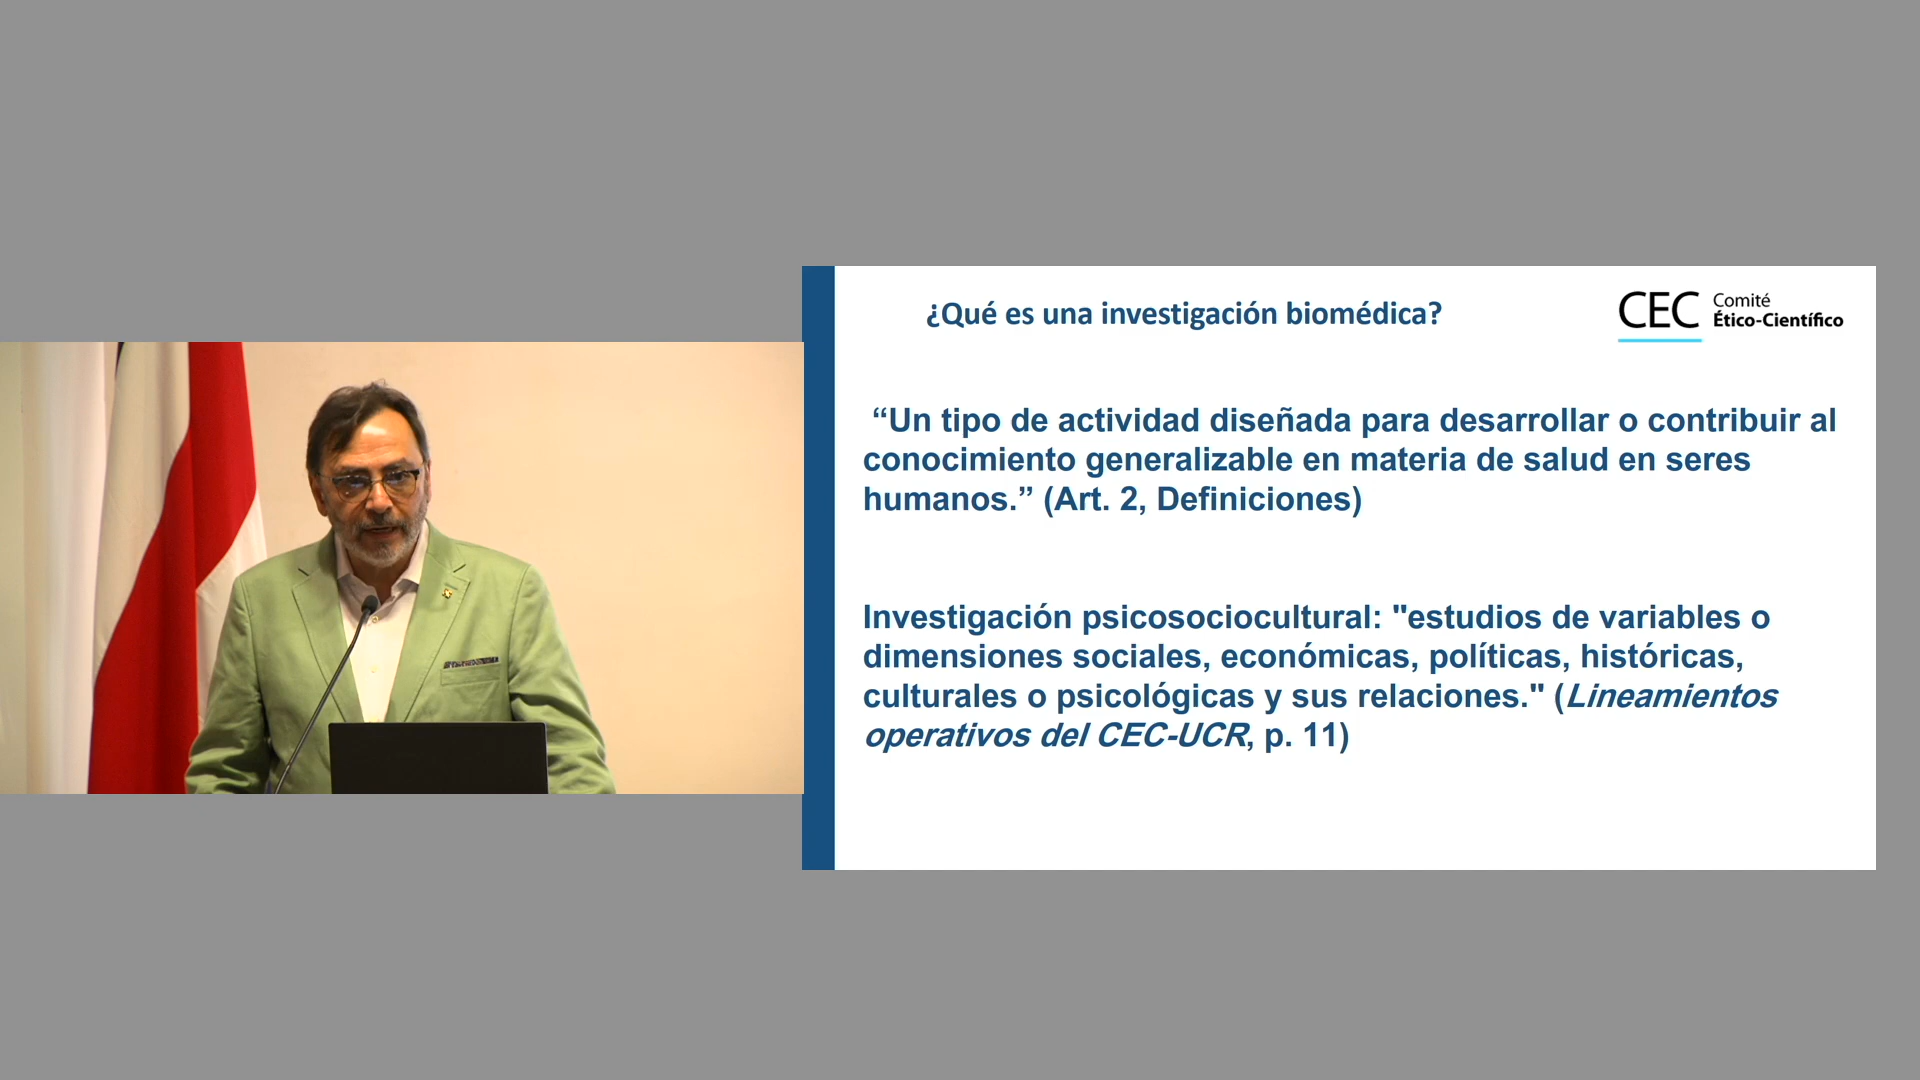 ¿Qué es una investigación biomédica?
CEC Comité
Ético-Científico
“Un tipo de actividad diseñada para desarrollar o contribuir al
conocimiento generalizable en materia de salud en seres
humanos.” (Art. 2, Definiciones)
Investigación psicosociocultural: "estudios de variables o
dimensiones sociales, económicas, políticas, históricas,
culturales o psicológicas y sus relaciones." (Lineamientos
operativos del CEC-UCR, p. 11)